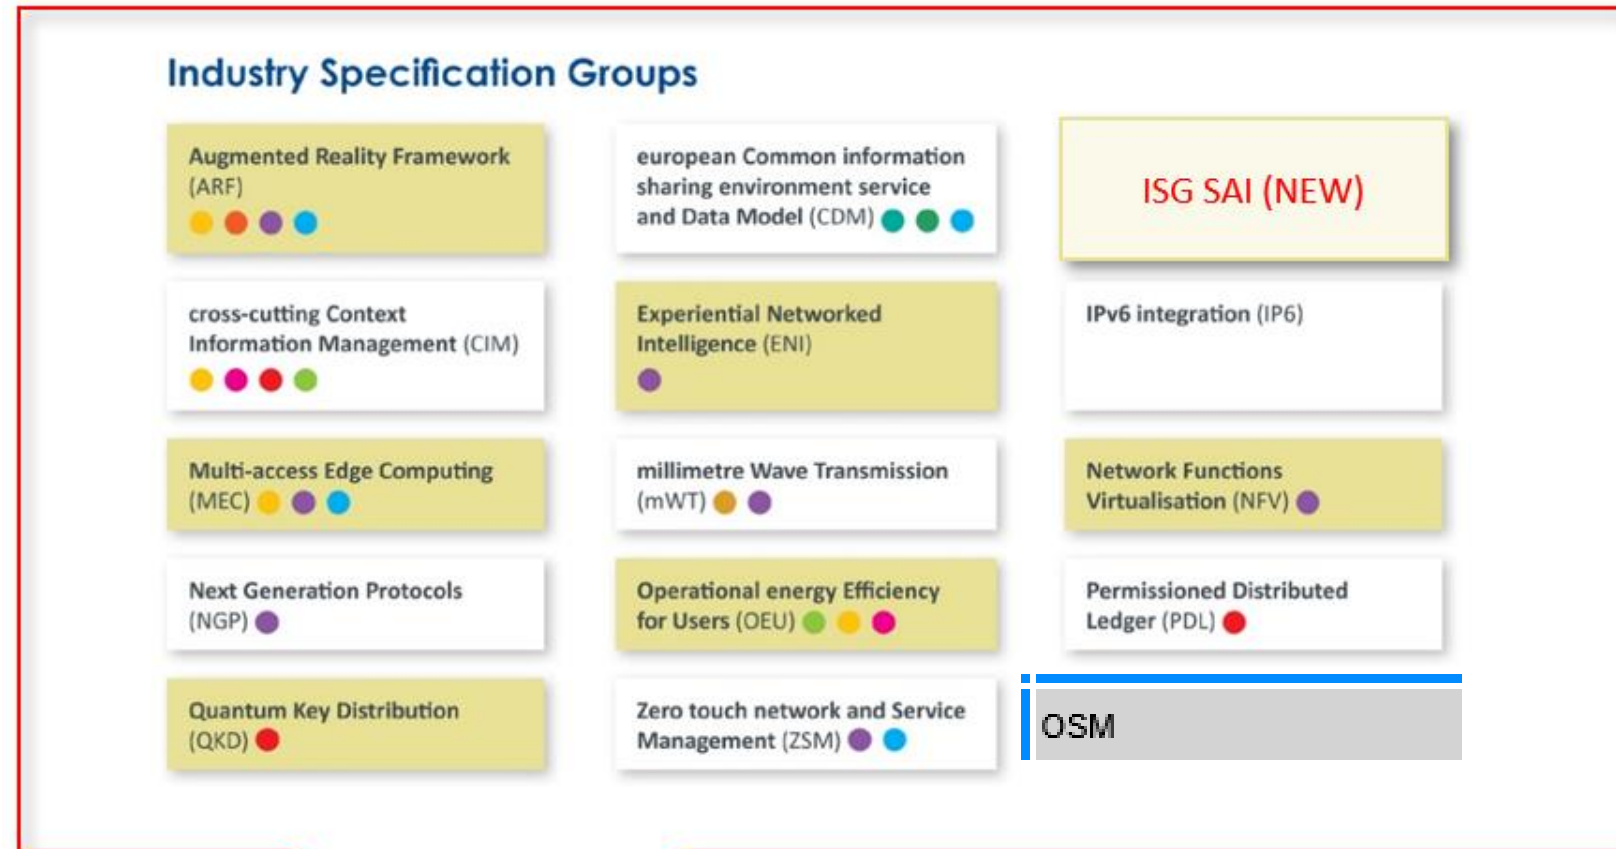 Industry Specification Groups
Augmented Reality Framework
(ARF)
european Common information
sharing environment service
and Data Model (CDM)
ISG SAI (NEW)
cross-cutting Context
Information Management (CIM)
Experiential Networked
Intelligence (ENI)
IPv6 integration (IP6)
Multi-access Edge Computing
(MEC)
millimetre Wave Transmission
(mWT)
Network Functions
Virtualisation (NFV)
Next Generation Protocols
(NGP)
Operational energy Efficiency
for Users (OEU)
Permissioned Distributed
Ledger (PDL)
Quantum Key Distribution
(QKD)
Zero touch network and Service
Management (ZSM)
OSM